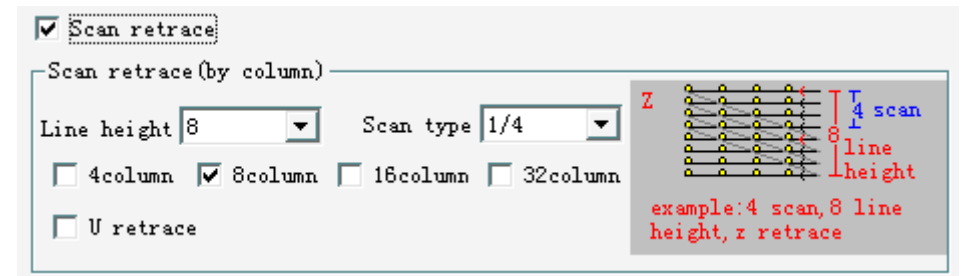 Scan retrace
Scan retrace(by column)
Line height 8 Scan type 1/4
4column 8column 16column 32column
U retrace
Z
4 scan
8
line
height
example:4 scan,8 line
height,z retrace